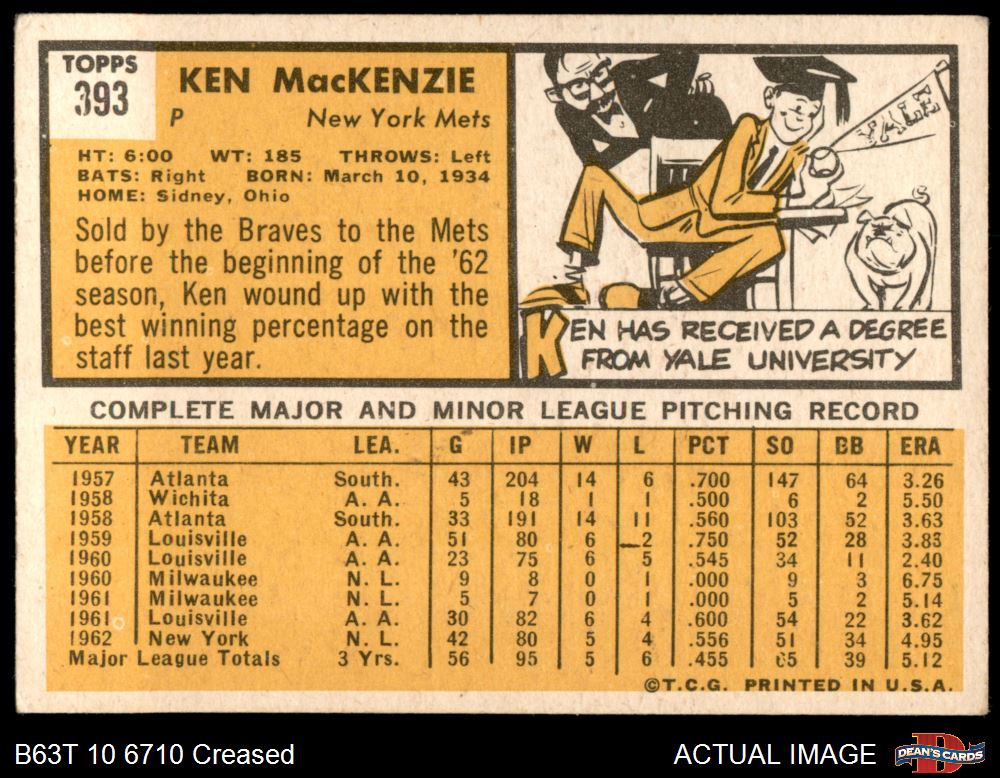 TOPPS
393
KEN MacKENZIE
P New York Mets
HT: 6:00 WT: 185 THROWS: Left
BATS: Right BORN: March 10, 1934
HOME: Sidney, Ohio
Sold by the Braves to the Mets
before the beginning of the '62
season, Ken wound up with the
best winning percentage on the
staff last year.
YALE
KEN HAS RECEIVED A DEGREE
FROM YALE UNIVERSITY
COMPLETE MAJOR AND MINOR LEAGUE PITCHING RECORD
YEAR TEAM LEA. G IP W L PCT SO BB ERA
1957 Atlanta South. 43 204 14 6 .700 147 64 3.26
1958 Wichita A. A. 5 18 1 1 .500 6 2 5.50
1958 Atlanta South. 33 191 14 11 .560 103 52 3.63
1959 Louisville A. A. 51 80 6 2 .750 52 28 3.83
1960 Louisville A. A. 23 75 6 5 .545 34 11 2.40
1960 Milwaukee N. L. 9 8 0 1 .000 9 3 6.75
1961 Milwaukee N. L. 5 7 0 1 .000 5 2 5.14
1961 Louisville A. A. 30 82 6 4 .600 54 22 3.62
1962 New York N. L. 42 80 5 4 .556 51 34 4.95
Major League Totals 3 Yrs. 56 95 5 6 .455 65 39 5.12
©T.C.G. PRINTED IN U.S.A.
B63T 10 6710 Creased
ACTUAL IMAGE
DEAN'S CARDS